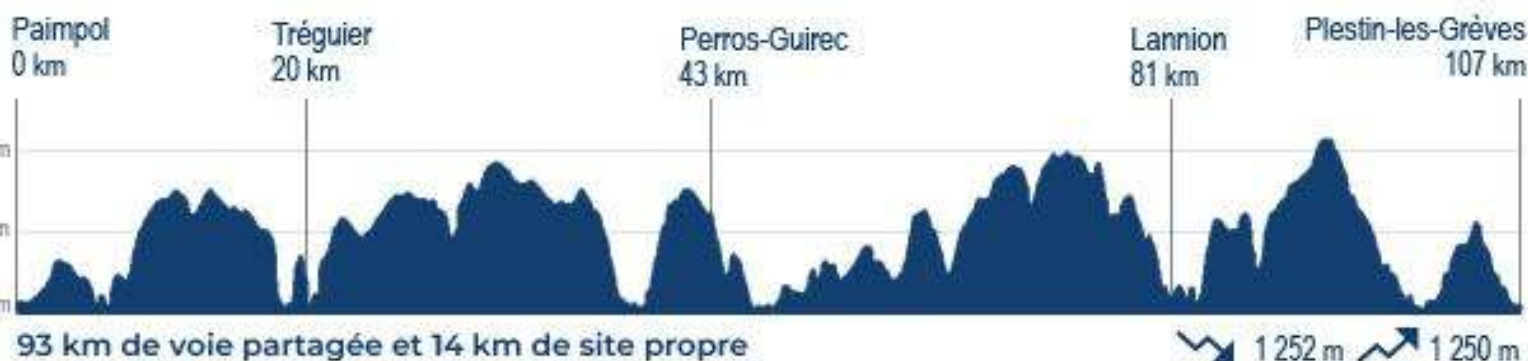 Paimpol
0 km
Tréguier
20 km
Perros-Guirec
43 km
Lannion
81 km
Plestin-les-Grèves
107 km
m
m
m
93 km de voie partagée et 14 km de site propre
1 252 m
1 250 m